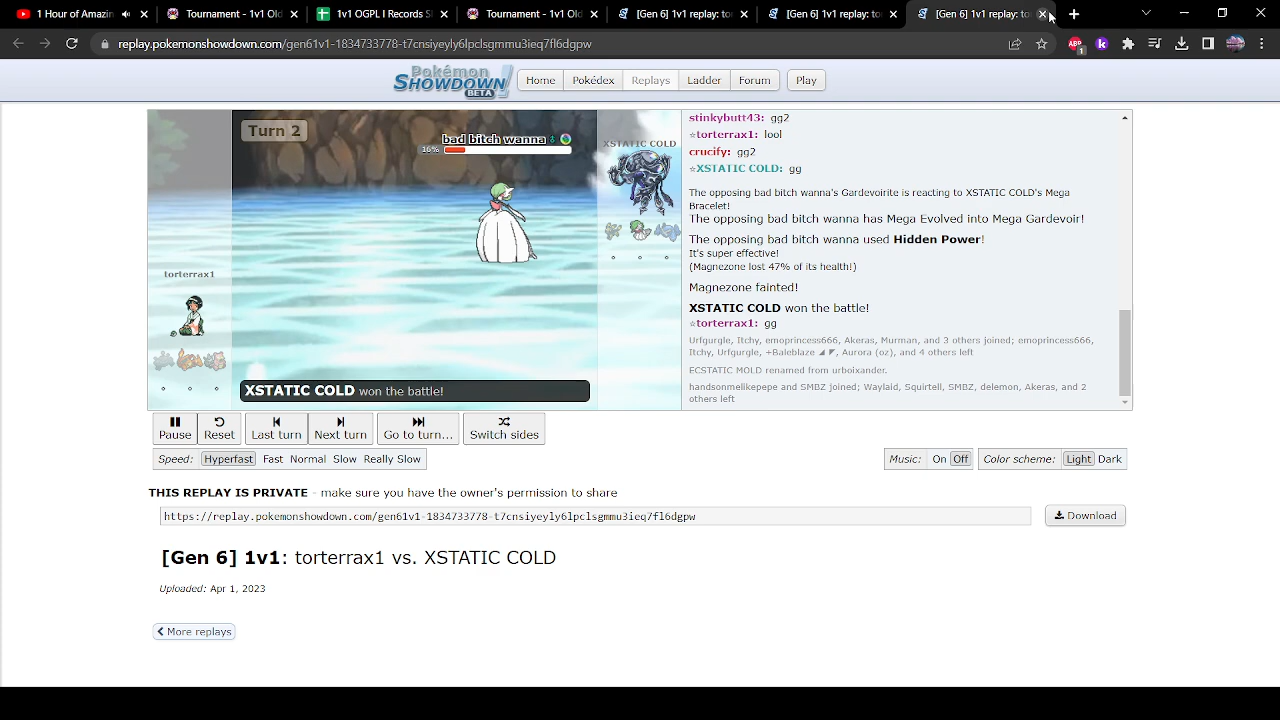 1 Hour of Amazin
Tournament - 1v1 Old
1v1 OGPL I Records S
Tournament - 1v1 Old
[Gen 6] 1v1 replay: to
[Gen 6] 1v1 replay: to
[Gen 6] 1v1 replay: to
replay.pokemonshowdown.com/gen61v1-1834733778-t7cnsiyeyly6lpclsgmmu3ieq7fl6dgpw
ABP
1
k
Pokémon
SHOWDOWN!
BETA
Home
Pokédex
Replays
Ladder
Forum
Play
Turn 2
bad bitch wanna
16%
XSTATIC COLD
torterrax1
XSTATIC COLD won the battle!
stinkybutt43: gg2
☆torterrax1: lool
crucify: gg2
☆XSTATIC COLD: gg
The opposing bad bitch wanna's Gardevoirite is reacting to XSTATIC COLD's Mega
Bracelet!
The opposing bad bitch wanna has Mega Evolved into Mega Gardevoir!
The opposing bad bitch wanna used Hidden Power!
It's super effective!
(Magnezone lost 47% of its health!)
Magnezone fainted!
XSTATIC COLD won the battle!
☆torterrax1: gg
Urfgurgle, Itchy, emoprincess666, Akeras, Murman, and 3 others joined; emoprincess666,
Itchy, Urfgurgle, +Baleblaze ◢ ◤, Aurora (oz), and 4 others left
ECSTATIC MOLD renamed from urboixander.
handsomelikepepe and SMBZ joined; Waylaid, Squirtell, SMBZ, delemon, Akeras, and 2
others left
Pause
Reset
Last turn
Next turn
Go to turn...
Switch sides
Speed: Hyperfast Fast Normal Slow Really Slow
Music: On Off
Color scheme: Light Dark
THIS REPLAY IS PRIVATE - make sure you have the owner's permission to share
https://replay.pokemonshowdown.com/gen61v1-1834733778-t7cnsiyeyly6lpclsgmmu3ieq7fl6dgpw
Download
[Gen 6] 1v1: torterrax1 vs. XSTATIC COLD
Uploaded: Apr 1, 2023
More replays